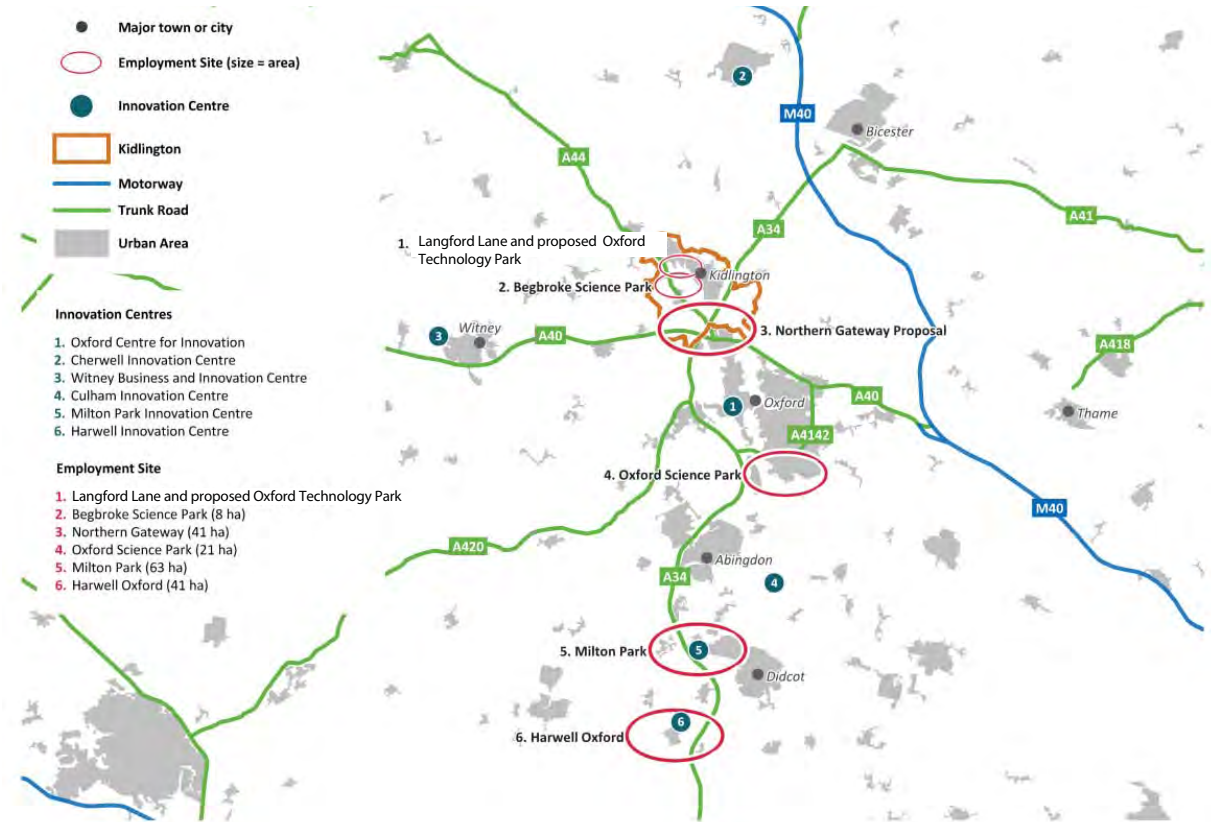 Major town or city
Employment Site (size = area)
Innovation Centre
Kidlington
Motorway
Trunk Road
Urban Area
Innovation Centres
1. Oxford Centre for Innovation
2. Cherwell Innovation Centre
3. Witney Business and Innovation Centre
4. Culham Innovation Centre
5. Milton Park Innovation Centre
6. Harwell Innovation Centre
Employment Site
1. Langford Lane and proposed Oxford Technology Park
2. Begbroke Science Park (8 ha)
3. Northern Gateway (41 ha)
4. Oxford Science Park (21 ha)
5. Milton Park (63 ha)
6. Harwell Oxford (41 ha)
2
M40
Bicester
A44
A41
A34
1. Langford Lane and proposed Oxford
Technology Park
Kidlington
2. Begbroke Science Park
3. Northern Gateway Proposal
3
Witney
A40
A418
A40
1
Oxford
Thame
A4142
4. Oxford Science Park
M40
A420
Abingdon
A34
4
5. Milton Park
5
Didcot
6
6. Harwell Oxford